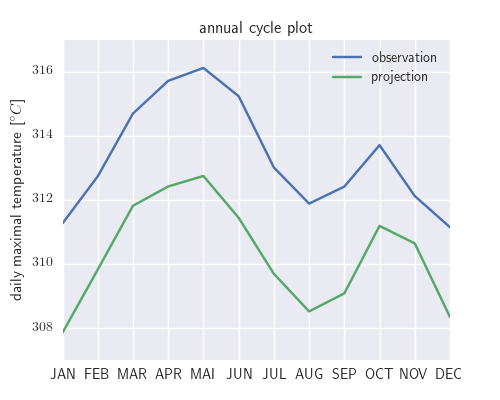 annual cycle plot
observation
projection
daily maximal temperature [°C]
316
314
312
310
308
JAN FEB MAR APR MAI JUN JUL AUG SEP OCT NOV DEC